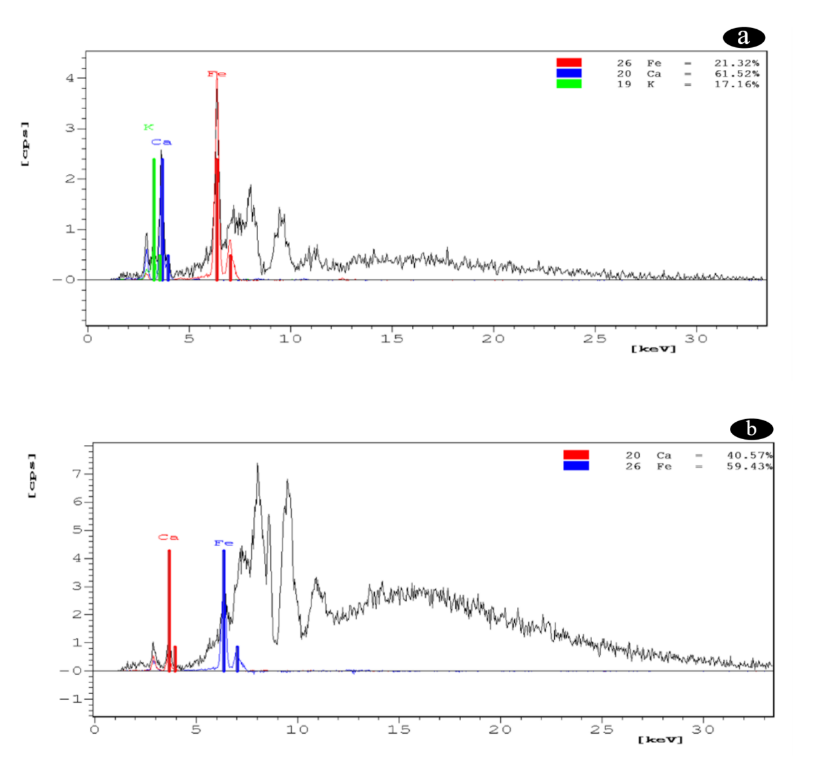 a
[cps]
26 Fe = 21.32%
20 Ca = 61.52%
19 K = 17.16%
Fe
K
Ca
4
3
2
1
0
0 5 10 15 20 25 30
[keV]
b
[cps]
20 Ca = 40.57%
26 Fe = 59.43%
Ca Fe
7
6
5
4
3
2
1
0
-1
0 5 10 15 20 25 30
[keV]